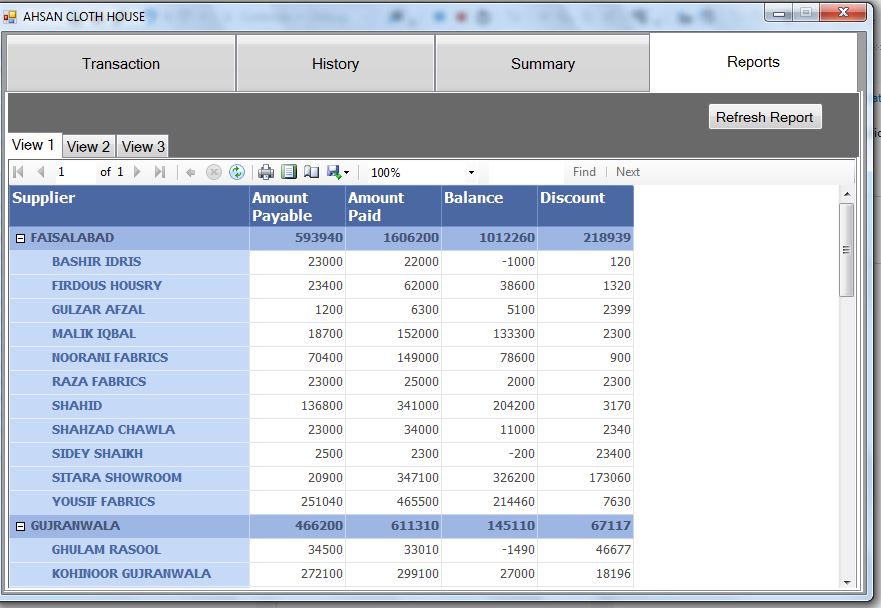 AHSAN CLOTH HOUSE
Transaction History Summary Reports
Refresh Report
View 1 View 2 View 3
1 of 1 100% Find | Next
Supplier Amount Payable Amount Paid Balance Discount
FAISALABAD 593940 1606200 1012260 218939
BASHIR IDRIS 23000 22000 -1000 120
FIRDOUS HOUSRY 23400 62000 38600 1320
GULZAR AFZAL 1200 6300 5100 2399
MALIK IQBAL 18700 152000 133300 2300
NOORANI FABRICS 70400 149000 78600 900
RAZA FABRICS 23000 25000 2000 2300
SHAHID 136800 341000 204200 3170
SHAHZAD CHAWLA 23000 34000 11000 2340
SIDEY SHAIKH 2500 2300 -200 23400
SITARA SHOWROOM 20900 347100 326200 173060
YOUSIF FABRICS 251040 465500 214460 7630
GUJRANWALA 466200 611310 145110 67117
GHULAM RASOOL 34500 33010 -1490 46677
KOHINOOR GUJRANWALA 272100 299100 27000 18196